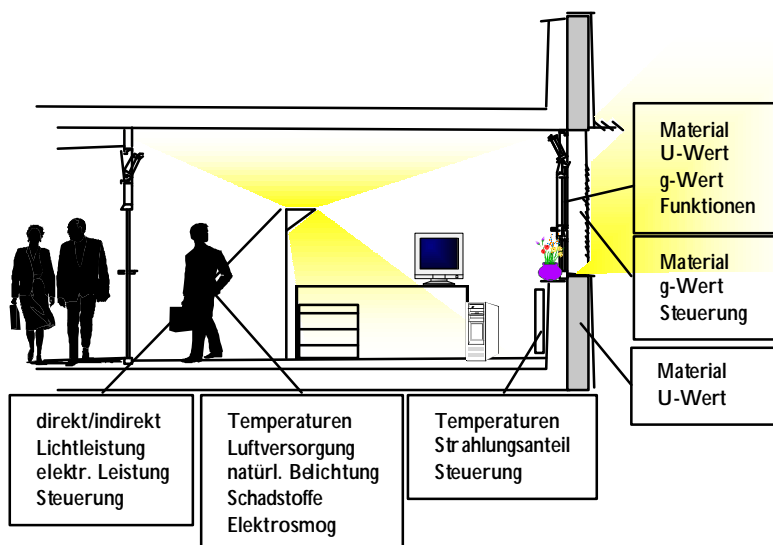 Material
U-Wert
g-Wert
Funktionen
Material
g-Wert
Steuerung
Material
U-Wert
direkt/indirekt
Lichtleistung
elektr. Leistung
Steuerung
Temperaturen
Luftversorgung
natürl. Belichtung
Schadstoffe
Elektrosmog
Temperaturen
Strahlungsanteil
Steuerung